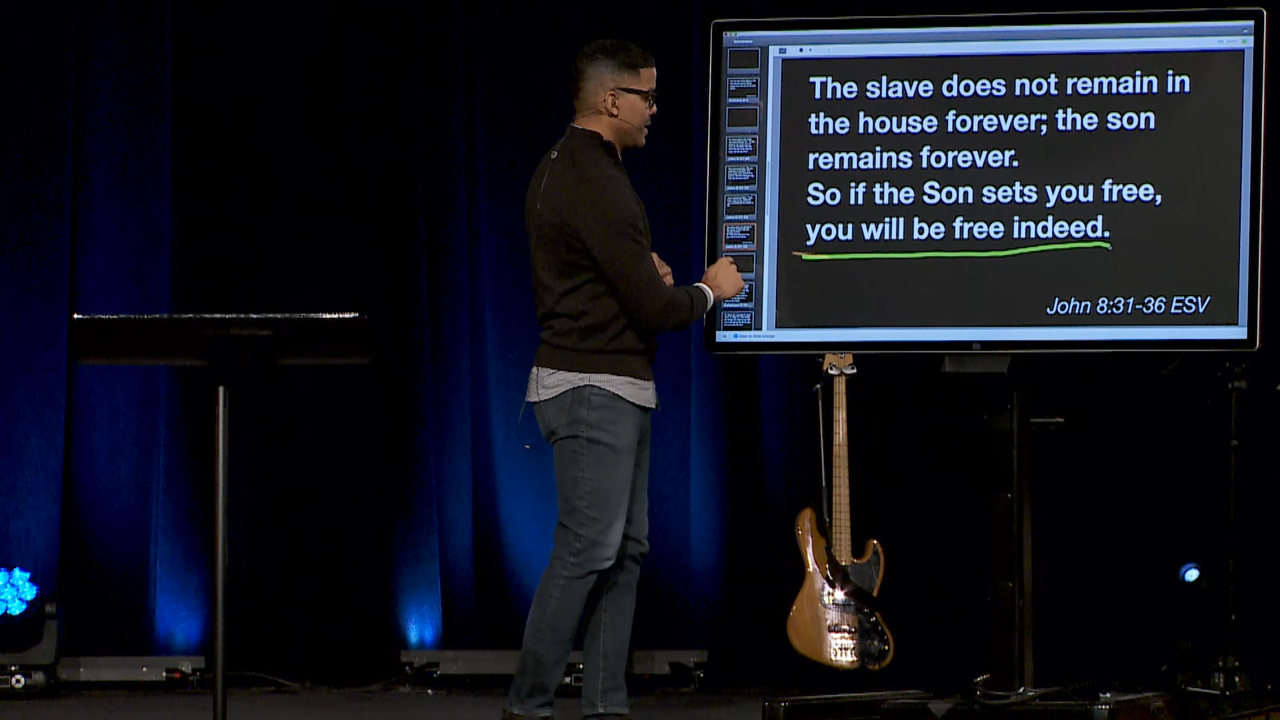 The slave does not remain in
the house forever; the son
remains forever.
So if the Son sets you free,
you will be free indeed.
John 8:31-36 ESV